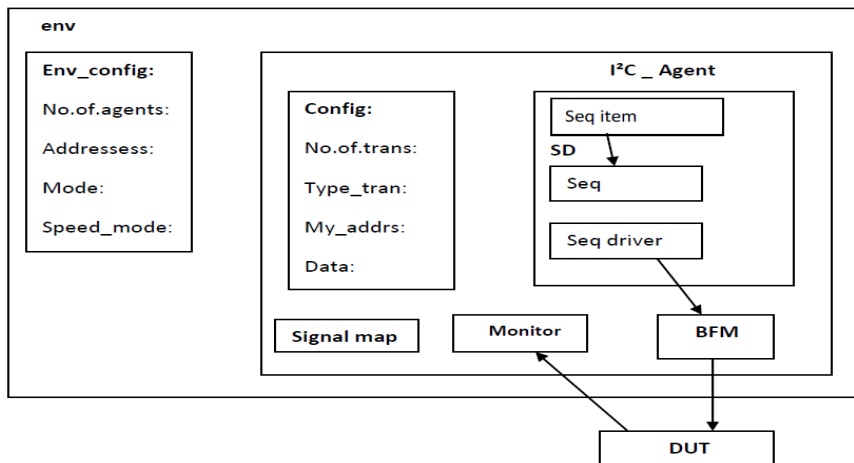 env
Env_config:
No.of.agents:
Addressess:
Mode:
Speed_mode:
I²C _ Agent
Config:
No.of.trans:
Type_tran:
My_addrs:
Data:
Seq item
SD
Seq
Seq driver
Signal map
Monitor
BFM
DUT